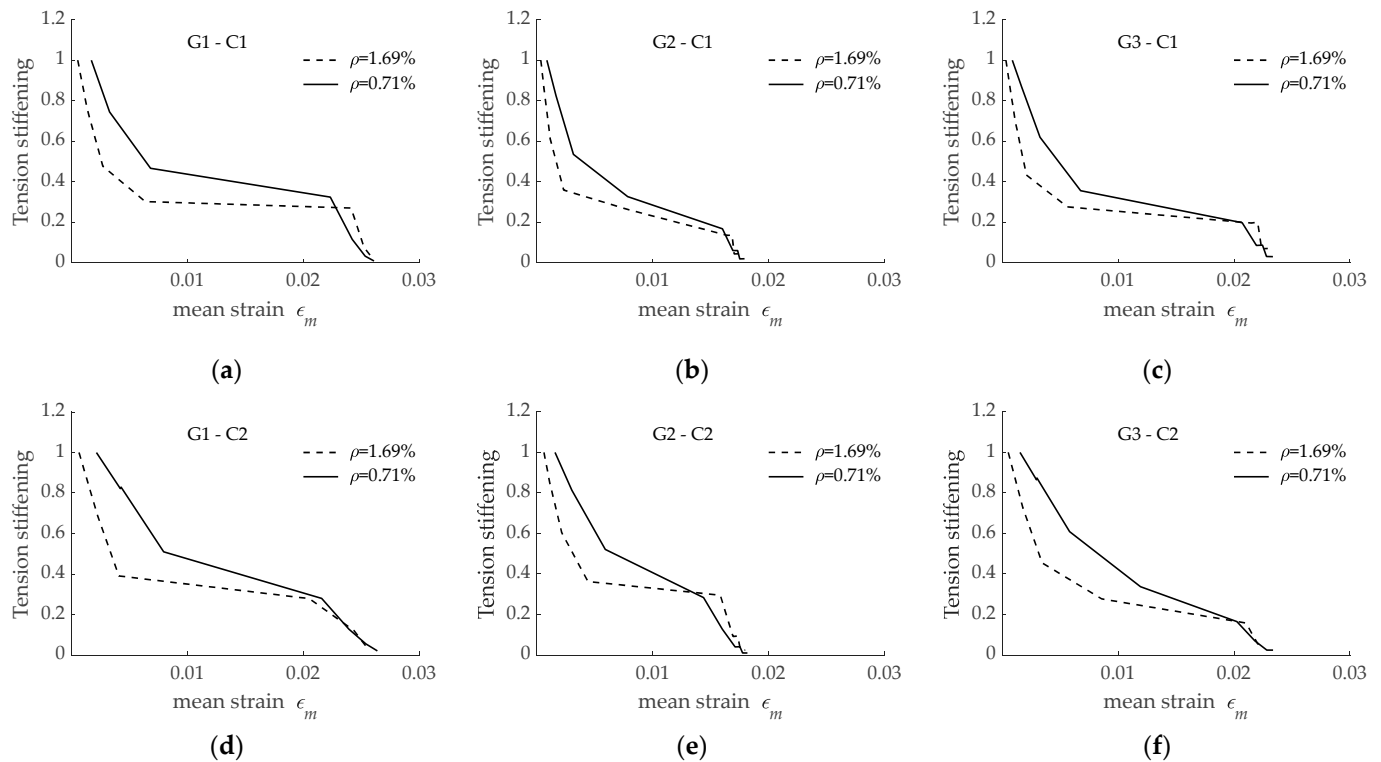 1.2
G1 - C1
1
ρ=1.69%
ρ=0.71%
0.8
0.6
0.4
0.2
0
0.01
0.02
0.03
Tension stiffening
mean strain ϵm
(a)
1.2
G2 - C1
1
ρ=1.69%
ρ=0.71%
0.8
0.6
0.4
0.2
0
0.01
0.02
0.03
Tension stiffening
mean strain ϵm
(b)
1.2
G3 - C1
1
ρ=1.69%
ρ=0.71%
0.8
0.6
0.4
0.2
0
0.01
0.02
0.03
Tension stiffening
mean strain ϵm
(c)
1.2
G1 - C2
1
ρ=1.69%
ρ=0.71%
0.8
0.6
0.4
0.2
0
0.01
0.02
0.03
Tension stiffening
mean strain ϵm
(d)
1.2
G2 - C2
1
ρ=1.69%
ρ=0.71%
0.8
0.6
0.4
0.2
0
0.01
0.02
0.03
Tension stiffening
mean strain ϵm
(e)
1.2
G3 - C2
1
ρ=1.69%
ρ=0.71%
0.8
0.6
0.4
0.2
0
0.01
0.02
0.03
Tension stiffening
mean strain ϵm
(f)